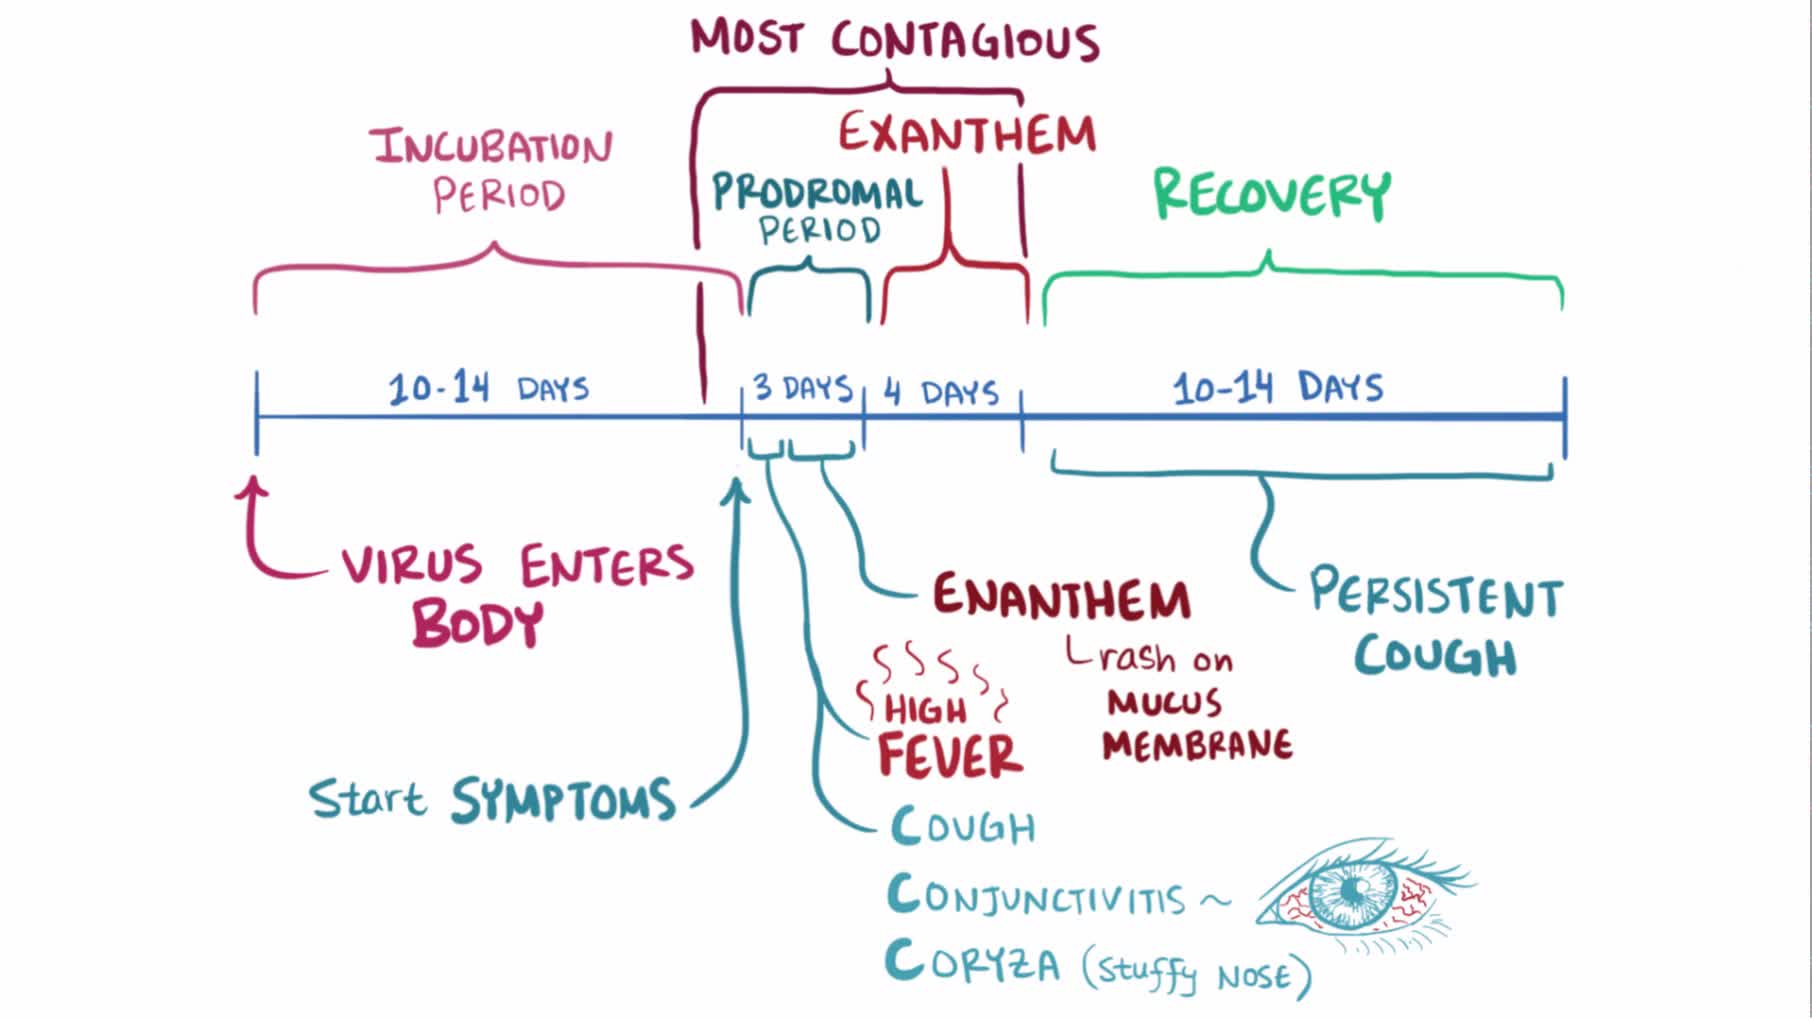 MOST CONTAGIOUS
EXANTHEM
INCUBATION
PERIOD
PRODROMAL
PERIOD
RECOVERY
10-14 DAYS
3 DAYS
4 DAYS
10-14 DAYS
VIRUS ENTERS
BODY
ENANTHEM
rash on
MUCUS
MEMBRANE
PERSISTENT
COUGH
HIGH
FEVER
Start SYMPTOMS
COUGH
CONJUNCTIVITIS ~
CORYZA (Stuffy NOSE)